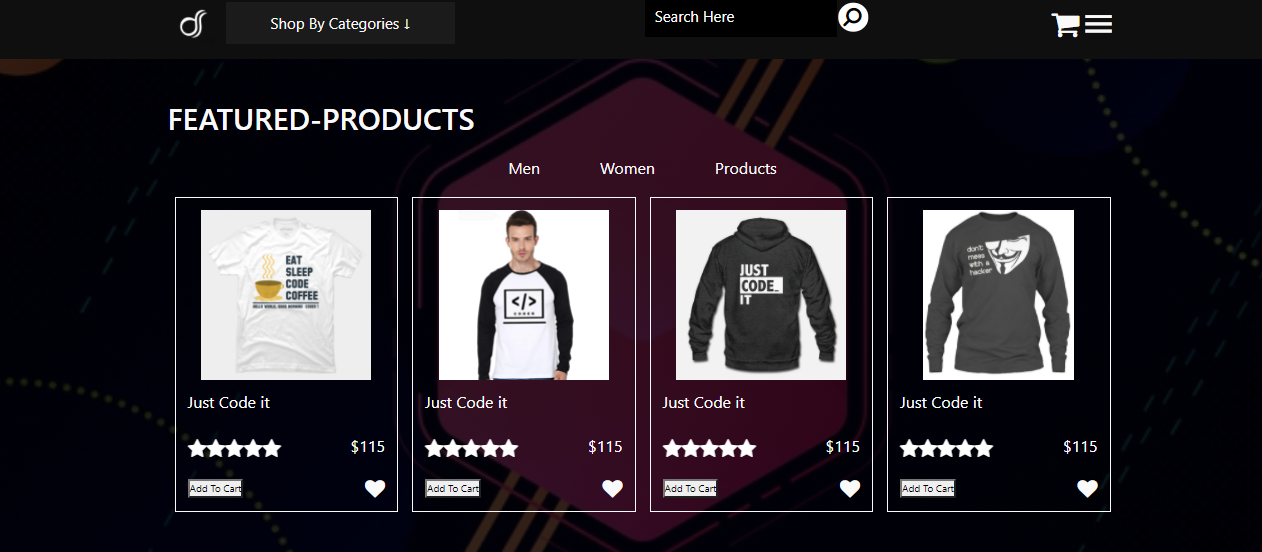 Shop By Categories ↓
Search Here
FEATURED-PRODUCTS
Men Women Products
EAT
SLEEP
CODE
COFFEE
</>
JUST
CODE_
IT
dont
mess
with a
hacker
Just Code it Just Code it Just Code it Just Code it
$115 $115 $115 $115
Add To Cart Add To Cart Add To Cart Add To Cart